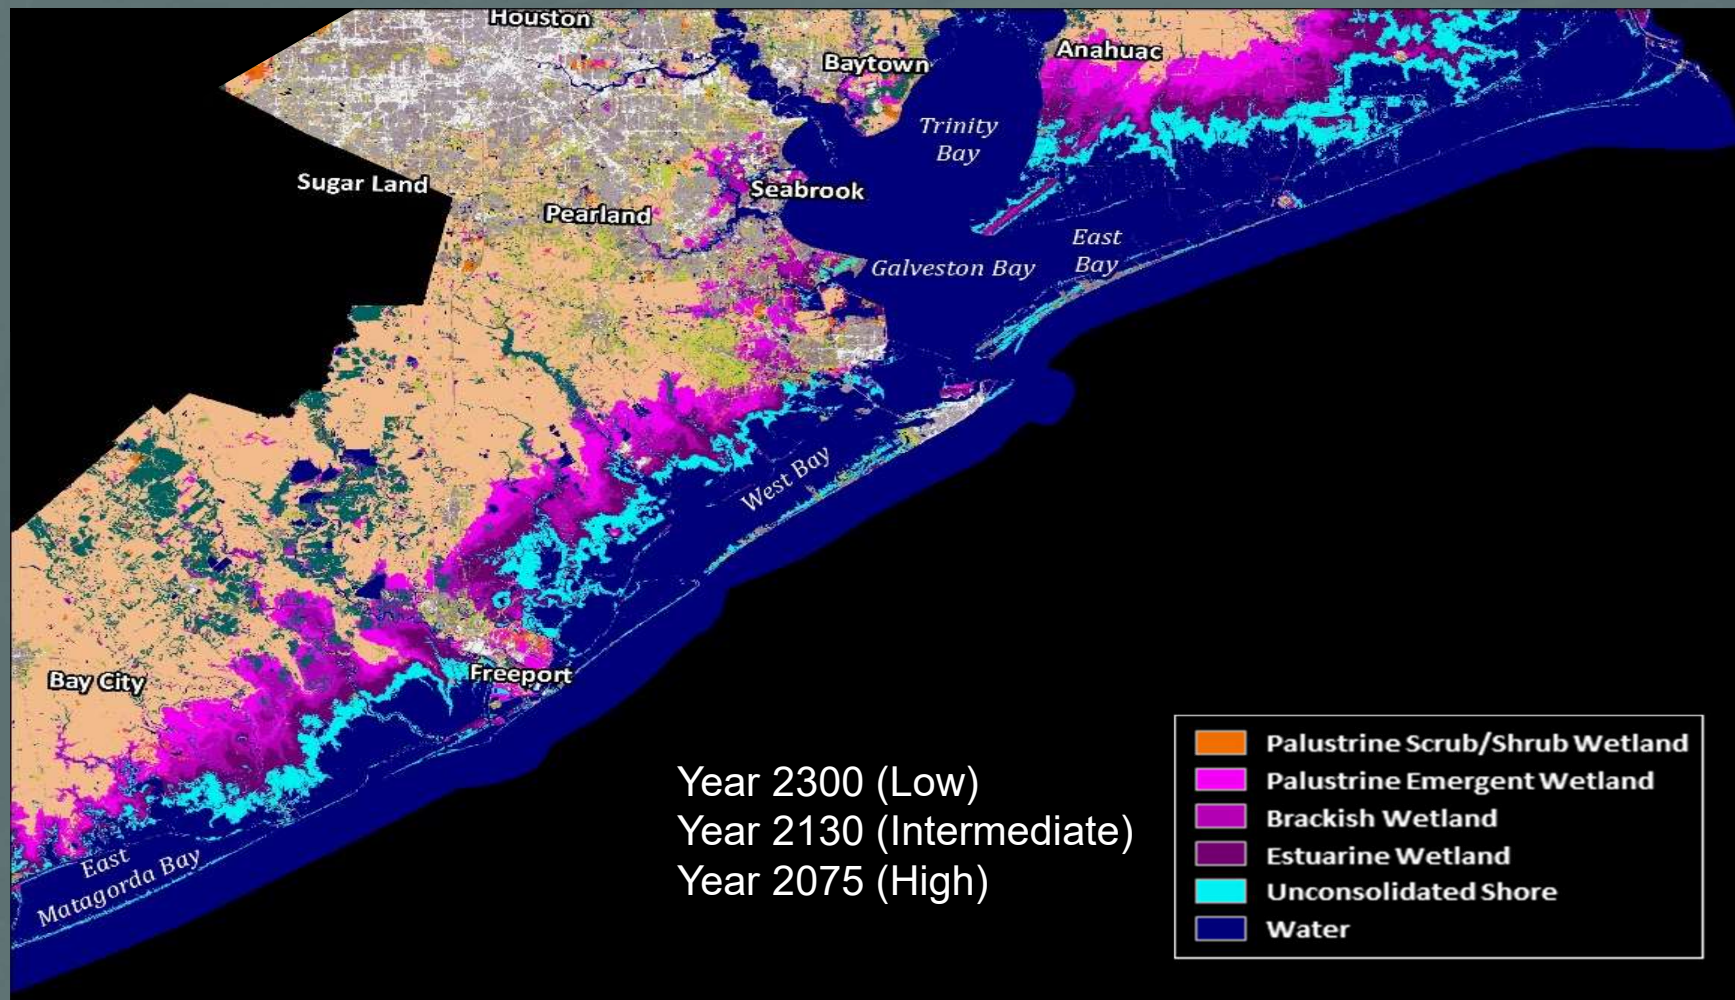 Houston
Baytown
Anahuac
Trinity
Bay
Sugar Land
Seabrook
Pearland
East
Bay
Galveston Bay
West Bay
Freeport
Bay City
East
Matagorda Bay
Year 2300 (Low)
Year 2130 (Intermediate)
Year 2075 (High)
Palustrine Scrub/Shrub Wetland
Palustrine Emergent Wetland
Brackish Wetland
Estuarine Wetland
Unconsolidated Shore
Water